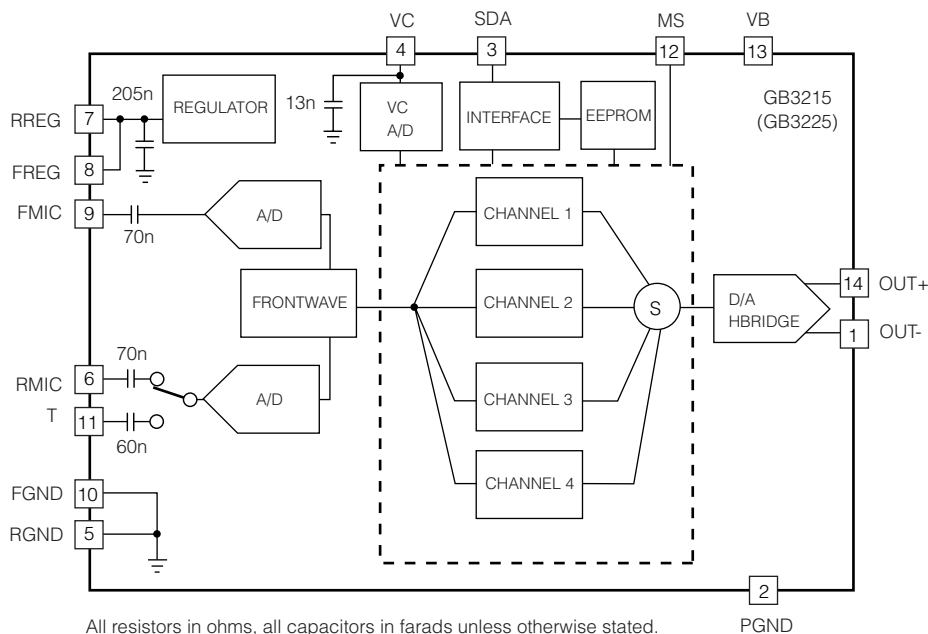 VC
SDA
MS
VB
4
3
12
13
205n
REGULATOR
13n
VC
A/D
INTERFACE
EEPROM
GB3215
(GB3225)
RREG
7
FREG
8
FMIC
9
70n
A/D
CHANNEL 1
FRONTWAVE
CHANNEL 2
S
D/A
HBRIDGE
14
OUT+
1
OUT-
RMIC
6
70n
A/D
CHANNEL 3
T
11
60n
CHANNEL 4
FGND
10
RGND
5
2
PGND
All resistors in ohms, all capacitors in farads unless otherwise stated.